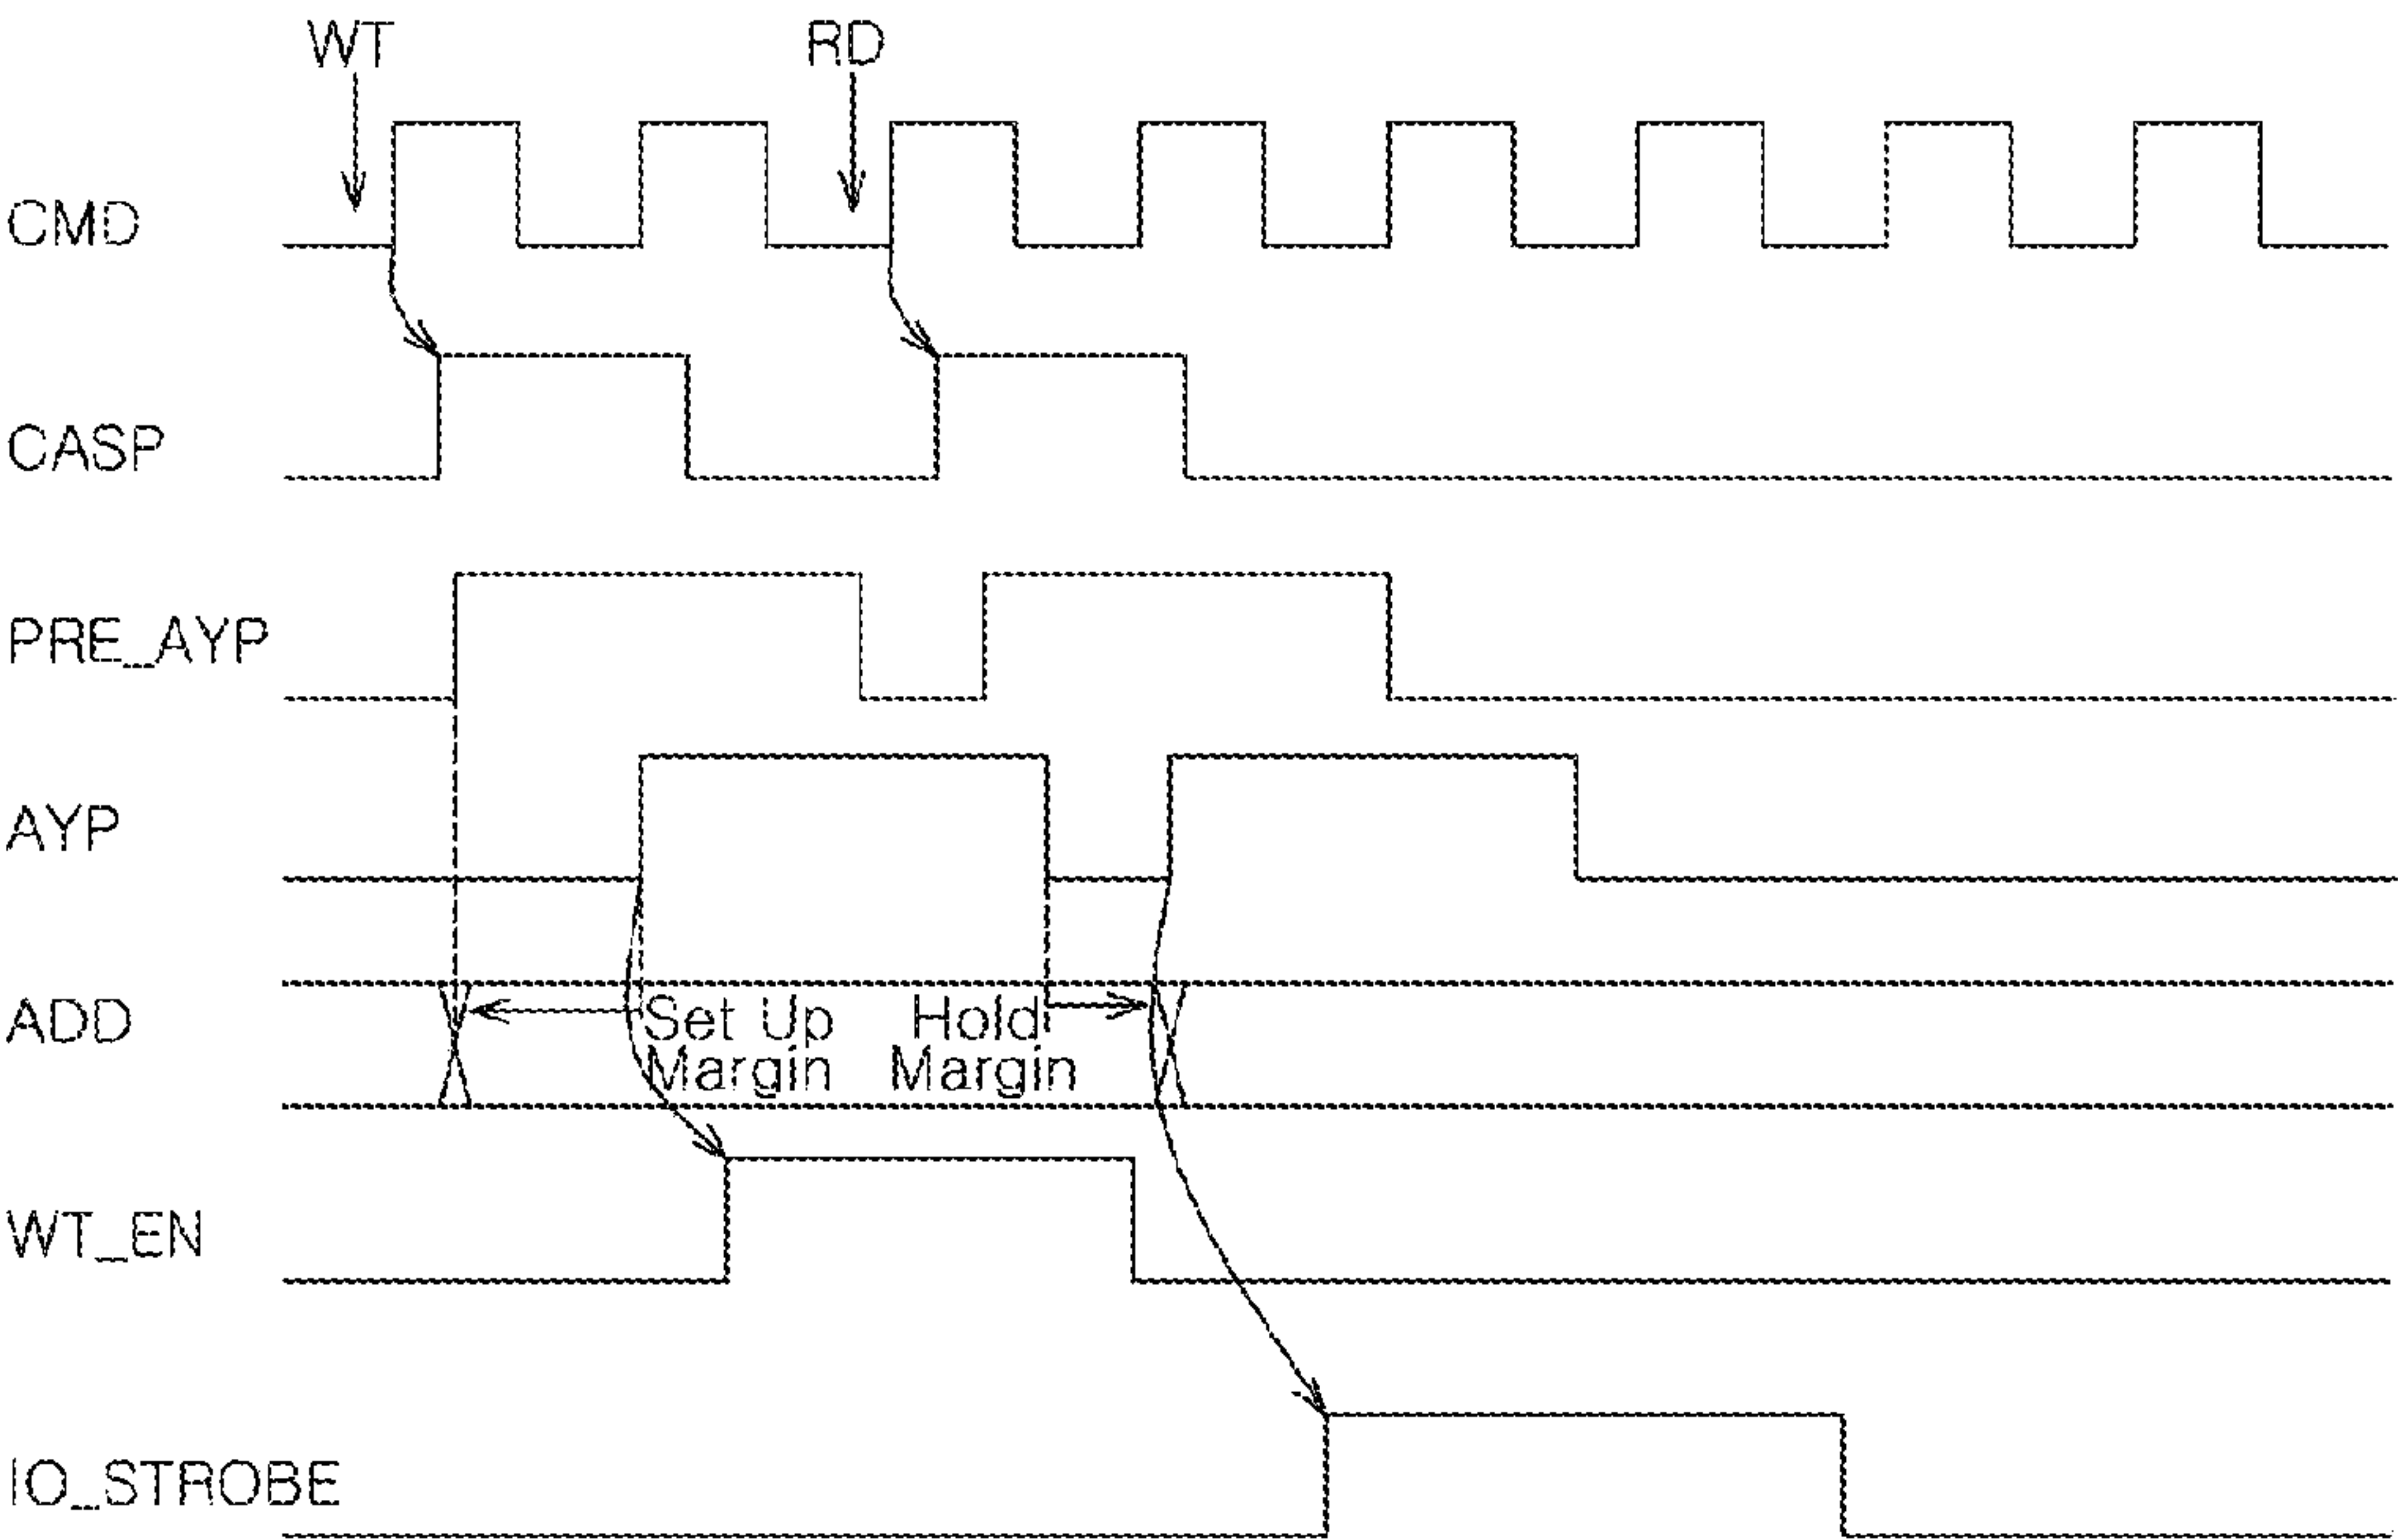 WT RD
CMD
CASP
PRE_AYP
AYP
ADD
Set Up Hold
Margin Margin
WT_EN
IO_STROBE